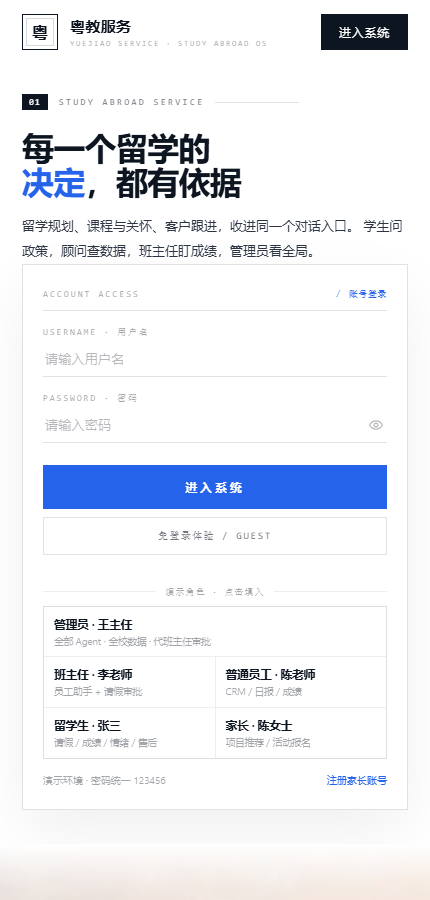 粤
粤教服务
YUEJIAO SERVICE · STUDY ABROAD OS
进入系统
01
STUDY ABROAD SERVICE
每一个留学的
决定，都有依据
留学规划、课程与关怀、客户跟进，收进同一个对话入口。 学生问
政策，顾问查数据，班主任盯成绩，管理员看全局。
ACCOUNT ACCESS
/ 账号登录
USERNAME · 用户名
请输入用户名
PASSWORD · 密码
请输入密码
进入系统
免登录体验 / GUEST
演示角色 · 点击填入
管理员 · 王主任
全部 Agent · 全校数据 · 代班主任审批
班主任 · 李老师
员工助手 + 请假审批
普通员工 · 陈老师
CRM / 日报 / 成绩
留学生 · 张三
请假 / 成绩 / 情绪 / 售后
家长 · 陈女士
项目推荐 / 活动报名
演示环境 · 密码统一 123456
注册家长账号